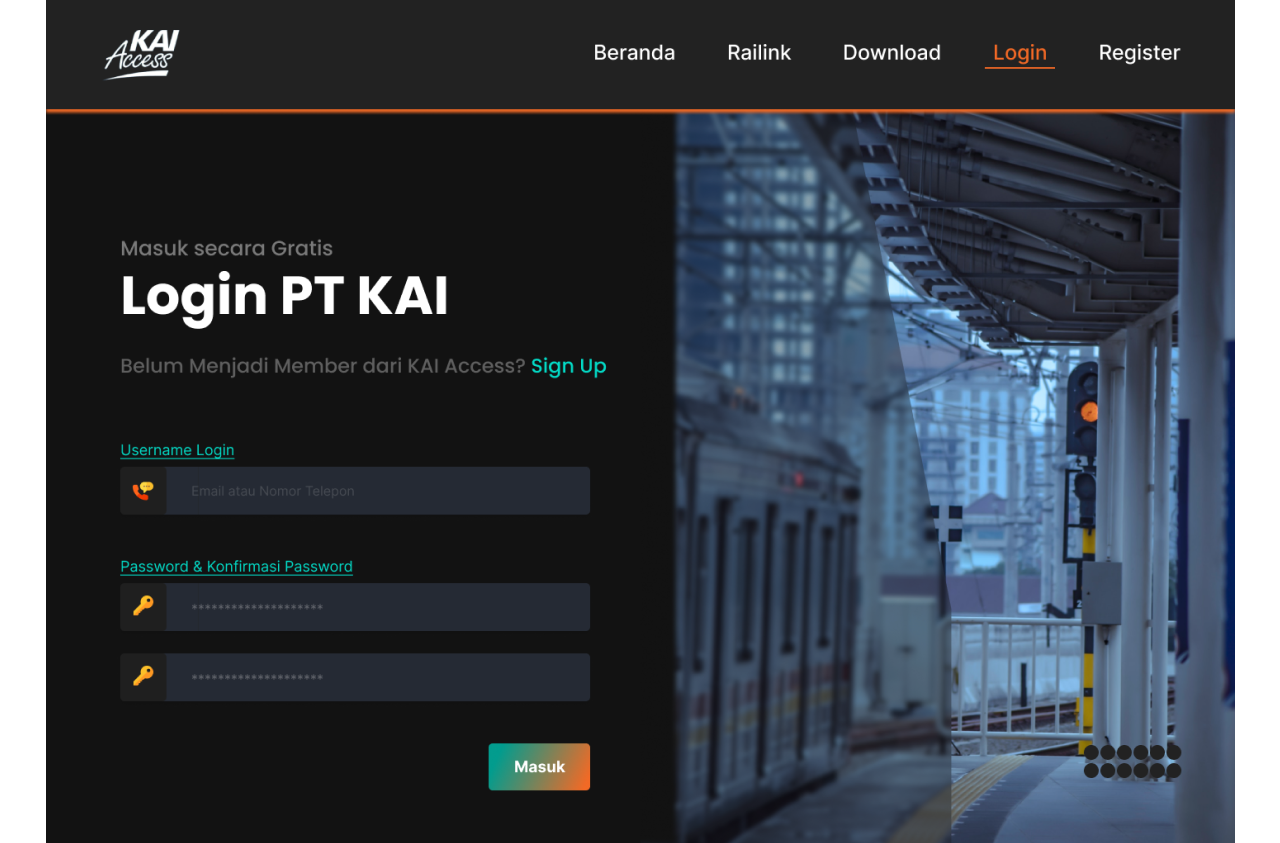 KAI
Access
Beranda Railink Download Login Register
Masuk secara Gratis
Login PT KAI
Belum Menjadi Member dari KAI Access? Sign Up
Username Login
Email atau Nomor Telepon
Password & Konfirmasi Password
********************
********************
Masuk
2